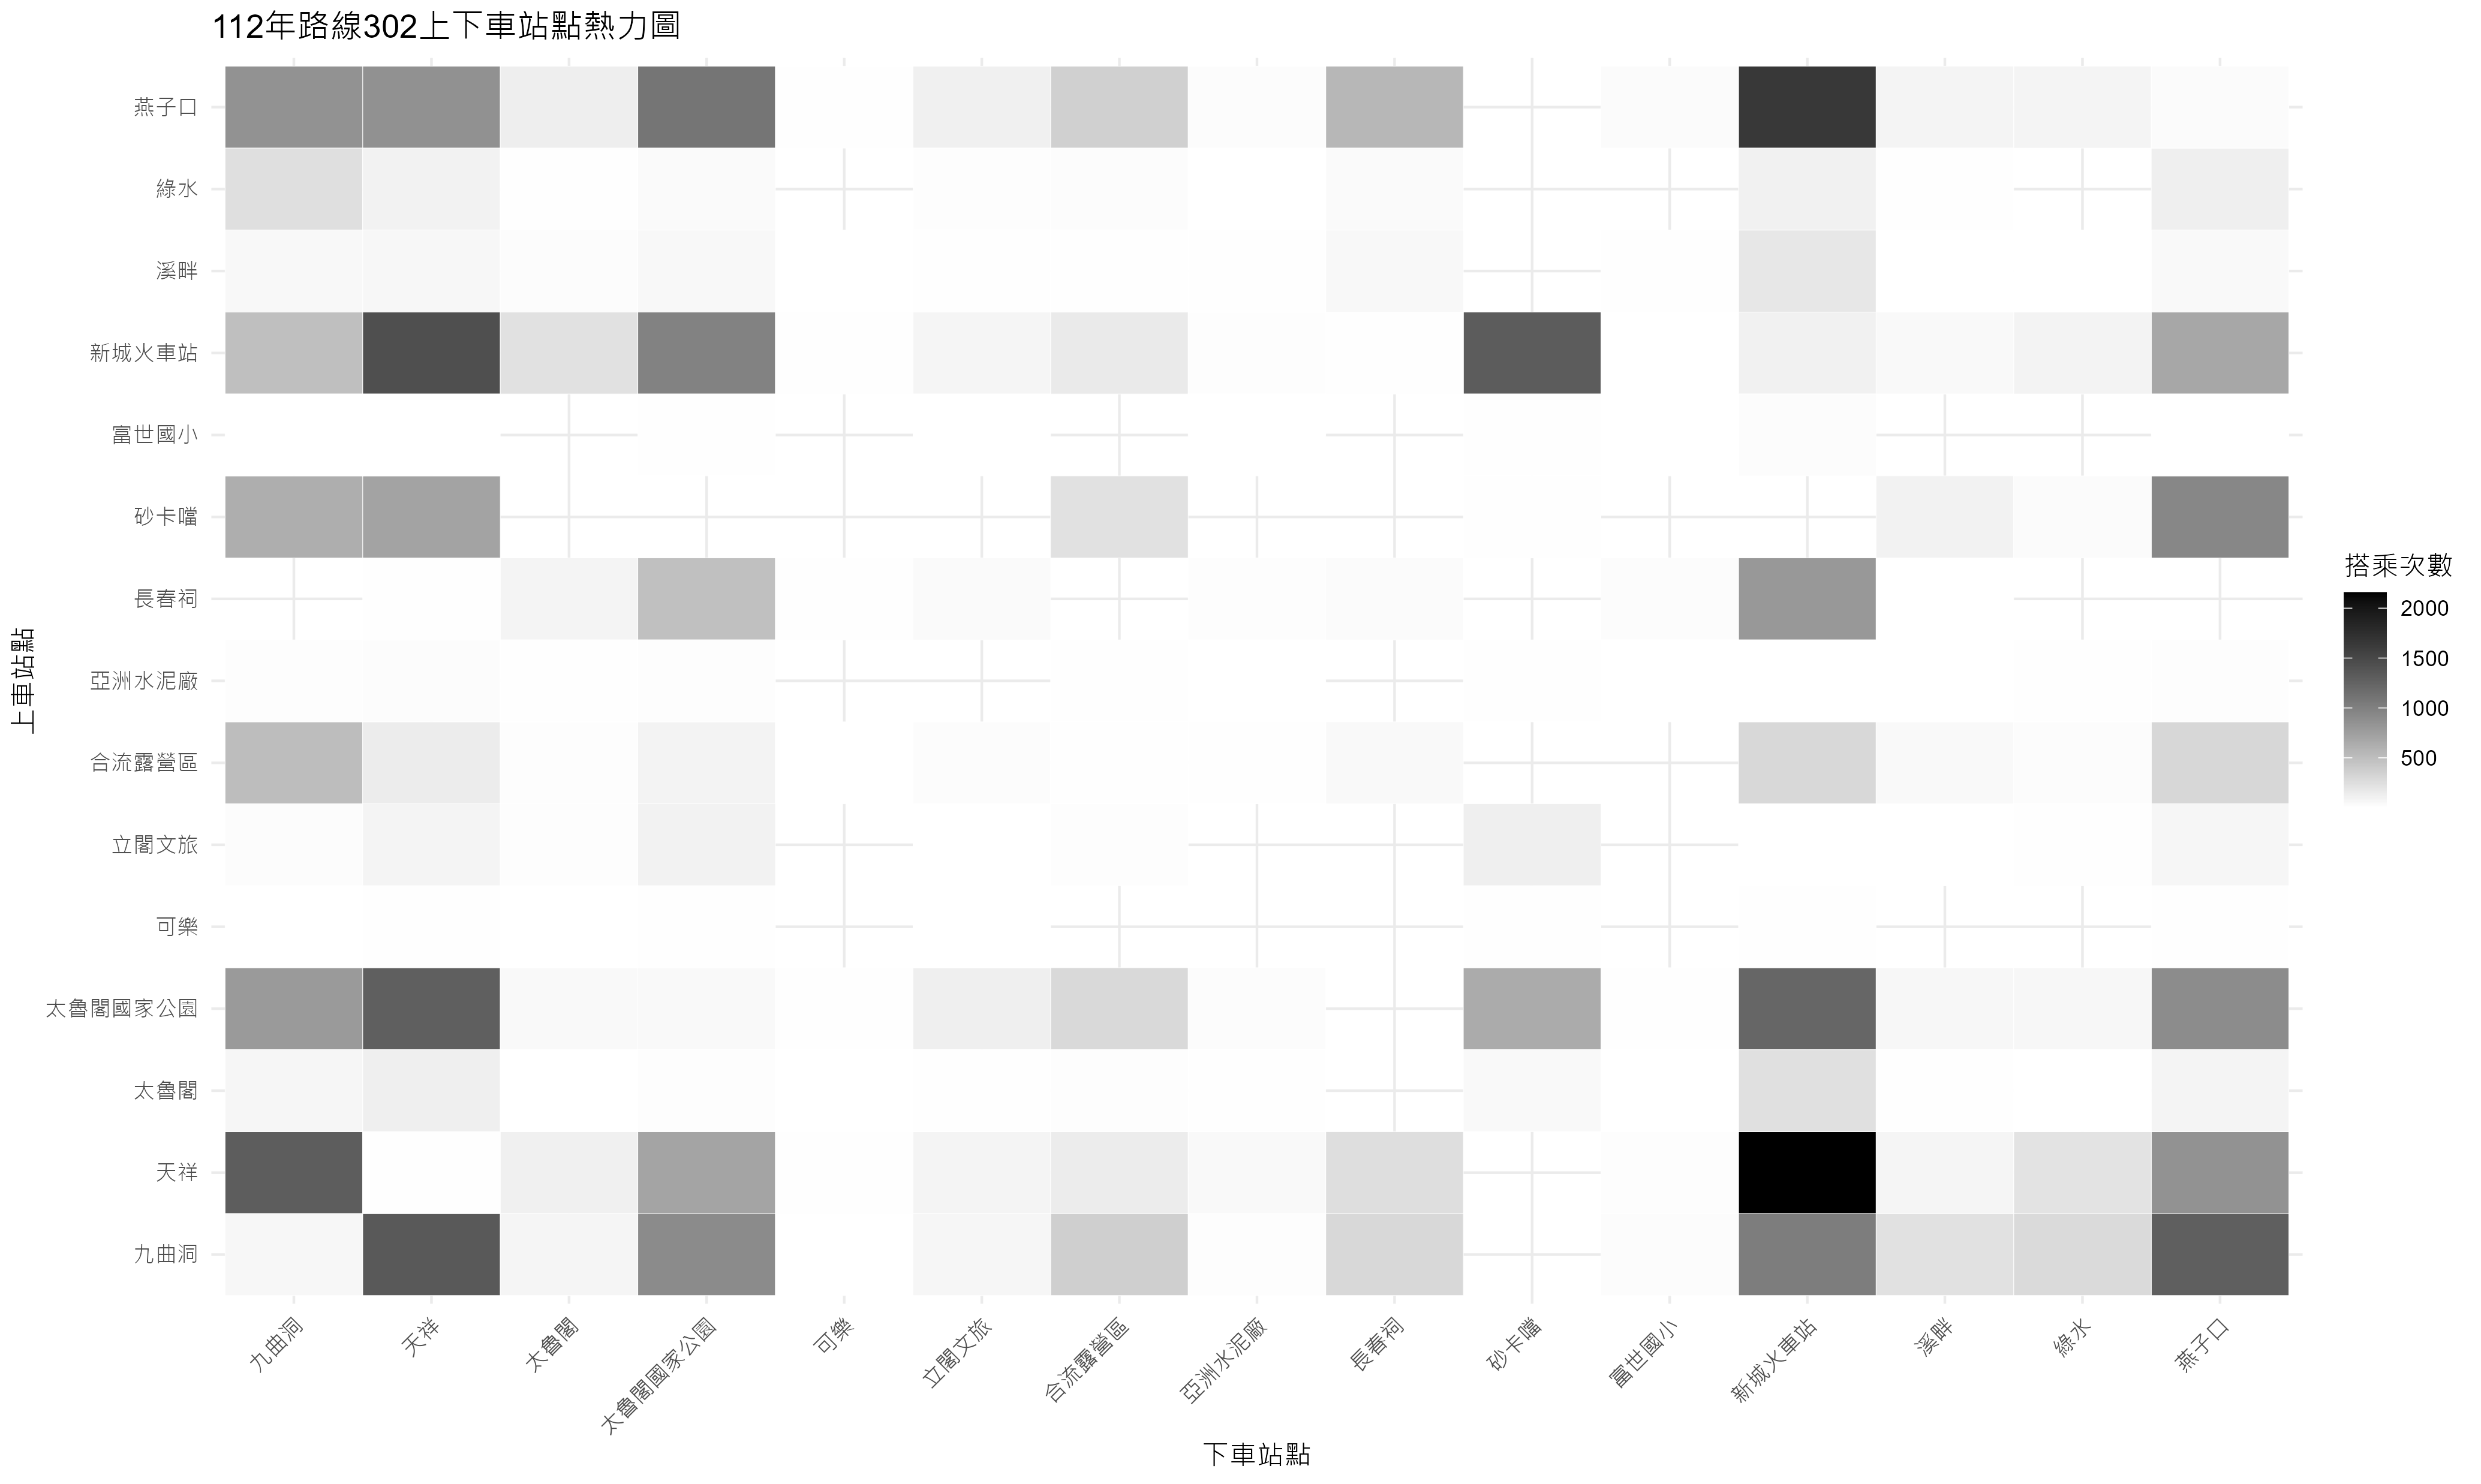 112年路線302上下車站點熱力圖
上車站點
燕子口
綠水
溪畔
新城火車站
富世國小
砂卡噹
長春祠
亞洲水泥廠
合流露營區
立閣文旅
可樂
太魯閣國家公園
太魯閣
天祥
九曲洞
九曲洞
天祥
太魯閣
太魯閣國家公園
可樂
立閣文旅
合流露營區
亞洲水泥廠
長春祠
砂卡噹
富世國小
新城火車站
溪畔
綠水
燕子口
下車站點
搭乘次數
2000
1500
1000
500